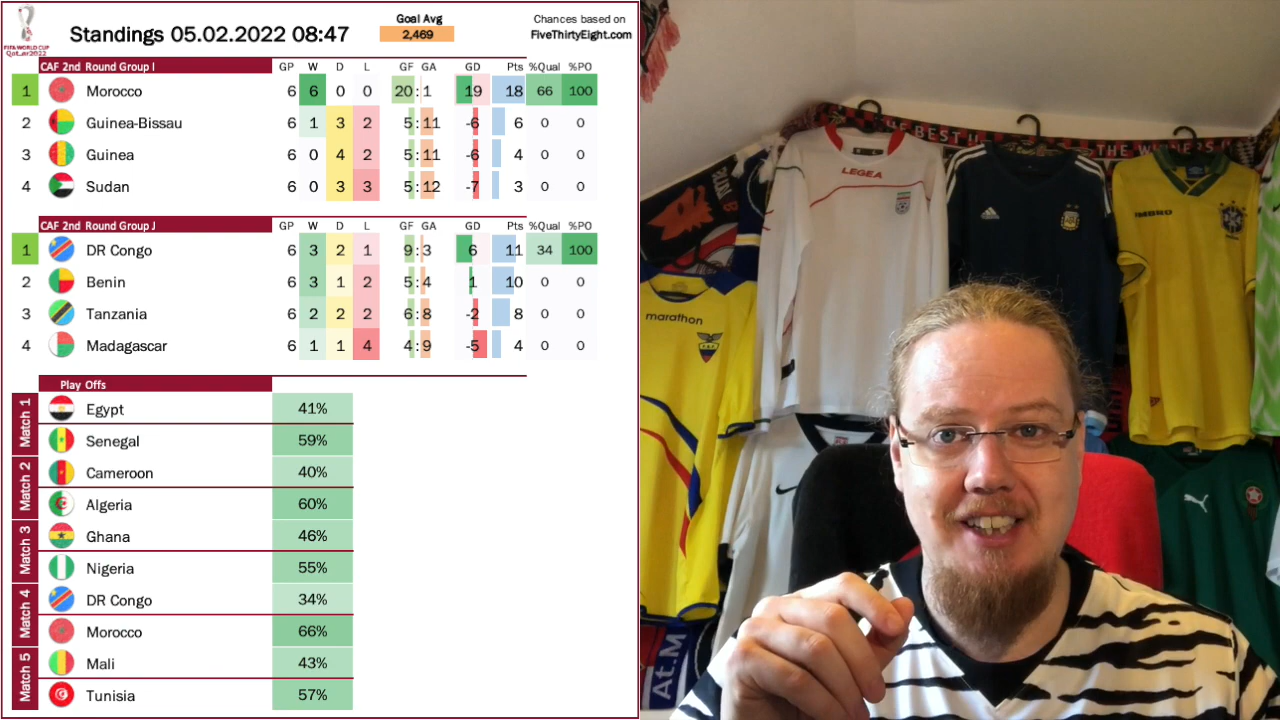 FIFA WORLD CUP
Qatar2022
Standings 05.02.2022 08:47
Goal Avg
2,469
Chances based on
FiveThirtyEight.com
CAF 2nd Round Group I GP W D L GF GA GD Pts %Qual %PO
1 Morocco 6 6 0 0 20:1 19 18 66 100
2 Guinea-Bissau 6 1 3 2 5:11 -6 6 0 0
3 Guinea 6 0 4 2 5:11 -6 4 0 0
4 Sudan 6 0 3 3 5:12 -7 3 0 0
CAF 2nd Round Group J GP W D L GF GA GD Pts %Qual %PO
1 DR Congo 6 3 2 1 9:3 6 11 34 100
2 Benin 6 3 1 2 5:4 1 10 0 0
3 Tanzania 6 2 2 2 6:8 -2 8 0 0
4 Madagascar 6 1 1 4 4:9 -5 4 0 0
Play Offs
Match 1
Egypt 41%
Senegal 59%
Match 2
Cameroon 40%
Algeria 60%
Match 3
Ghana 46%
Nigeria 55%
Match 4
DR Congo 34%
Morocco 66%
Match 5
Mali 43%
Tunisia 57%
THE BEST II
THE WINNERS
LEGEA
adidas
AFA
UMBRO
marathon
At.M